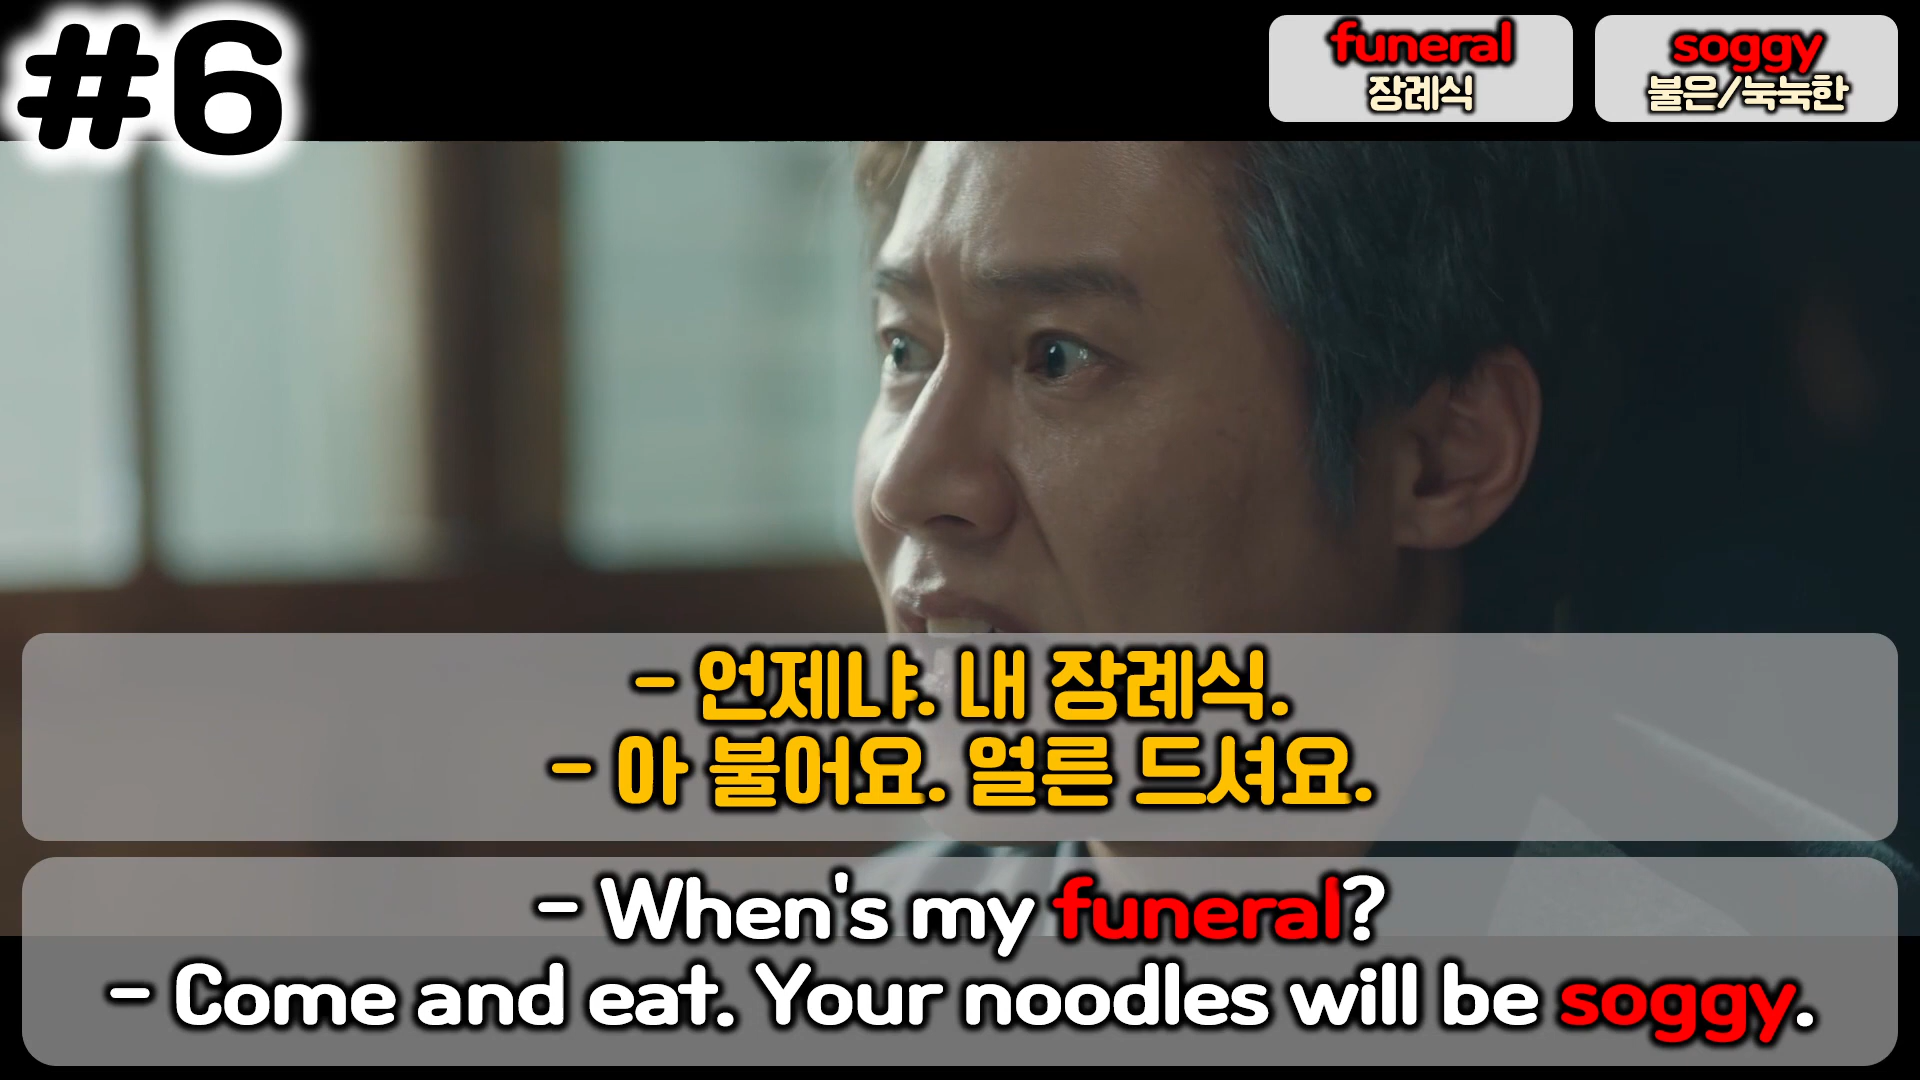 #6
funeral
장례식
soggy
불은/눅눅한
- 언제냐. 내 장례식.
- 아 불어요. 얼른 드셔요.
- When's my funeral?
- Come and eat. Your noodles will be soggy.